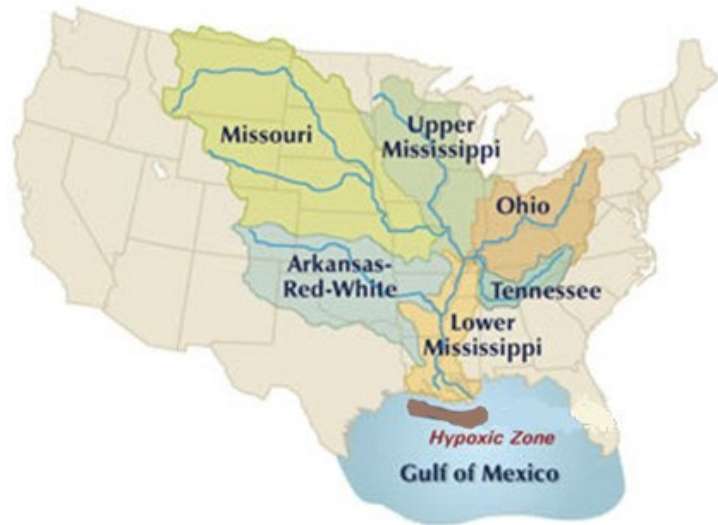 Missouri
Upper
Mississippi
Ohio
Arkansas-
Red-White
Tennessee
Lower
Mississippi
Hypoxic Zone
Gulf of Mexico